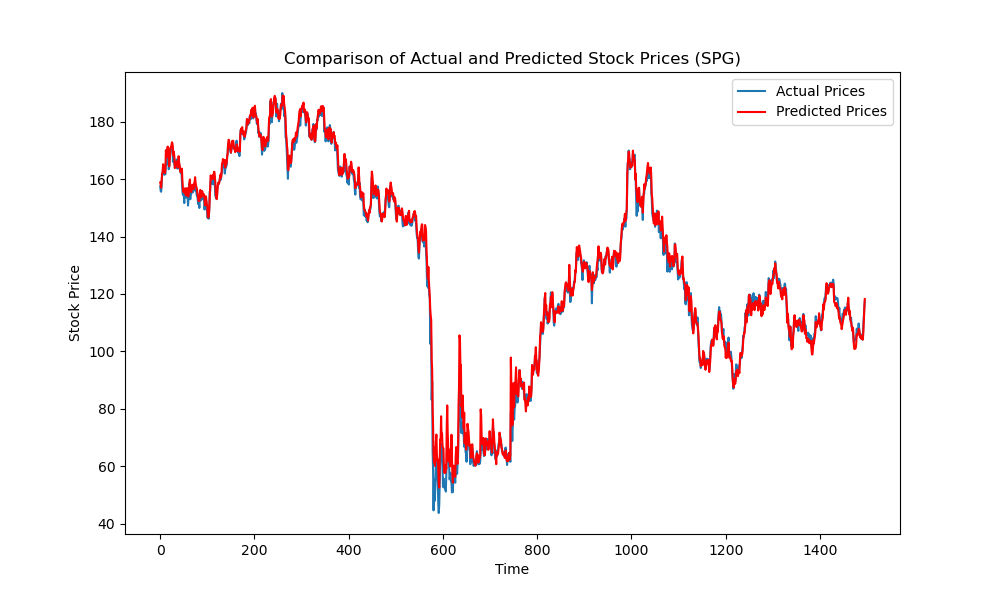 Comparison of Actual and Predicted Stock Prices (SPG)
Actual Prices
Predicted Prices
180
160
140
120
100
80
60
40
Stock Price
0 200 400 600 800 1000 1200 1400
Time